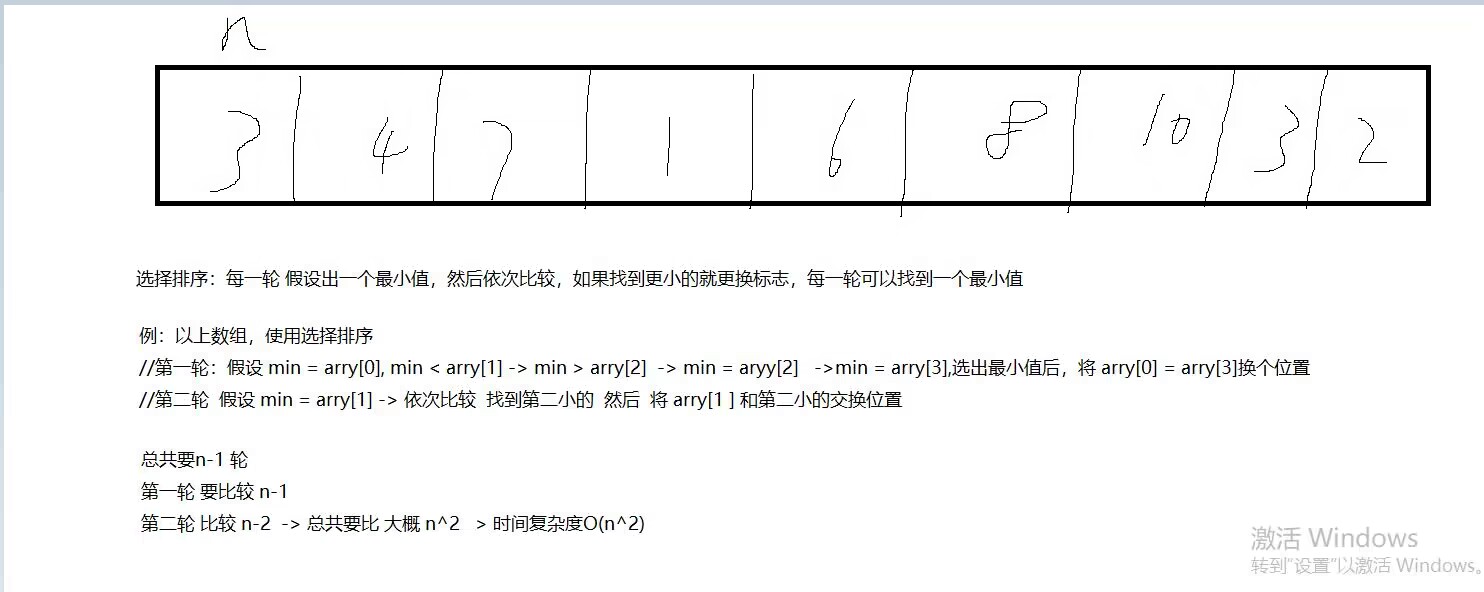 n
3 4 7 1 6 8 10 3 2
选择排序：每一轮 假设出一个最小值，然后依次比较，如果找到更小的就更换标志，每一轮可以找到一个最小值
例：以上数组，使用选择排序
//第一轮：假设 min = arry[0], min < arry[1] -> min > arry[2]  -> min = aryy[2]   ->min = arry[3],选出最小值后，将 arry[0] = arry[3]换个位置
//第二轮  假设 min = arry[1] -> 依次比较  找到第二小的  然后  将 arry[1 ] 和第二小的交换位置
总共要n-1 轮
第一轮 要比较 n-1
第二轮 比较 n-2  -> 总共要比 大概 n^2   > 时间复杂度O(n^2)
激活 Windows
转到"设置"以激活 Windows。